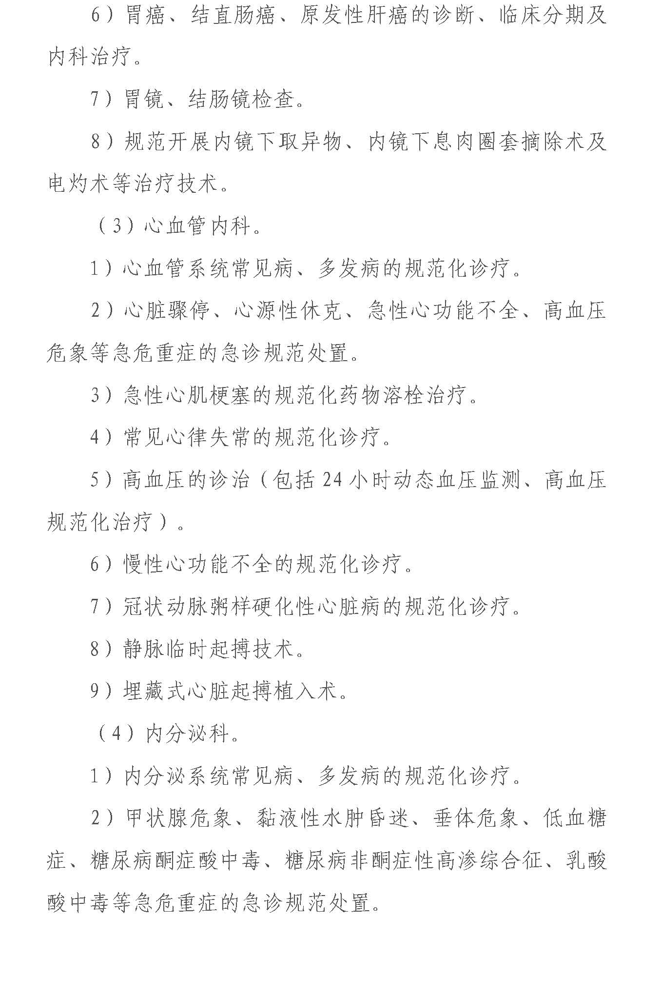 6）胃癌、结直肠癌、原发性肝癌的诊断、临床分期及
内科治疗。
7）胃镜、结肠镜检查。
8）规范开展内镜下取异物、内镜下息肉圈套摘除术及
电灼术等治疗技术。
（3）心血管内科。
1）心血管系统常见病、多发病的规范化诊疗。
2）心脏骤停、心源性休克、急性心功能不全、高血压
危象等急危重症的急诊规范处置。
3）急性心肌梗塞的规范化药物溶栓治疗。
4）常见心律失常的规范化诊疗。
5）高血压的诊治（包括 24 小时动态血压监测、高血压
规范化治疗）。
6）慢性心功能不全的规范化诊疗。
7）冠状动脉粥样硬化性心脏病的规范化诊疗。
8）静脉临时起搏技术。
9）埋藏式心脏起搏植入术。
（4）内分泌科。
1）内分泌系统常见病、多发病的规范化诊疗。
2）甲状腺危象、黏液性水肿昏迷、垂体危象、低血糖
症、糖尿病酮症酸中毒、糖尿病非酮症性高渗综合征、乳酸
酸中毒等急危重症的急诊规范处置。